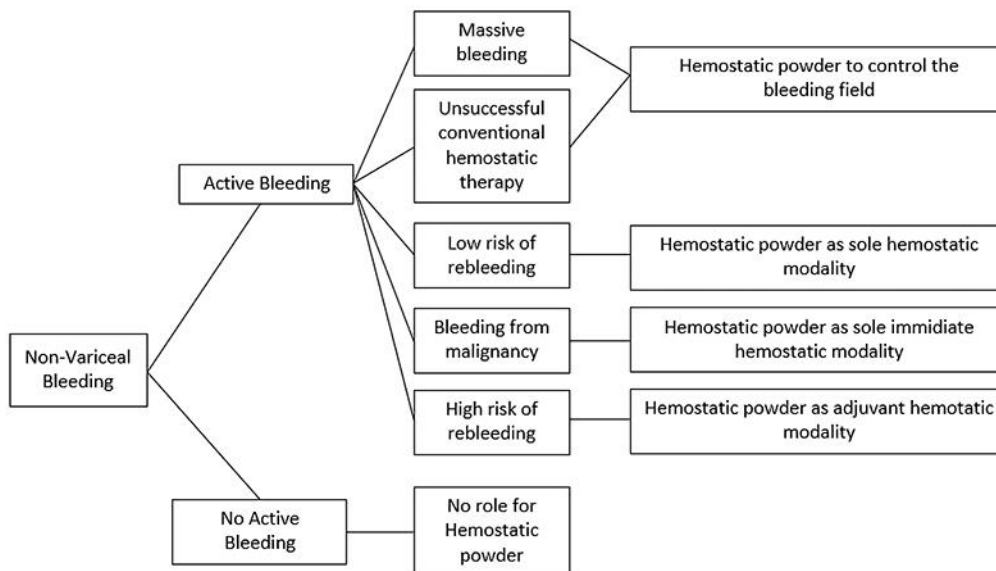 Massive
bleeding
Hemostatic powder to control the
bleeding field
Unsuccessful
conventional
hemostatic
therapy
Active Bleeding
Low risk of
rebleeding
Hemostatic powder as sole hemostatic
modality
Non-Variceal
Bleeding
Bleeding from
malignancy
Hemostatic powder as sole immidiate
hemostatic modality
High risk of
rebleeding
Hemostatic powder as adjuvant hemotatic
modality
No Active
Bleeding
No role for
Hemostatic
powder